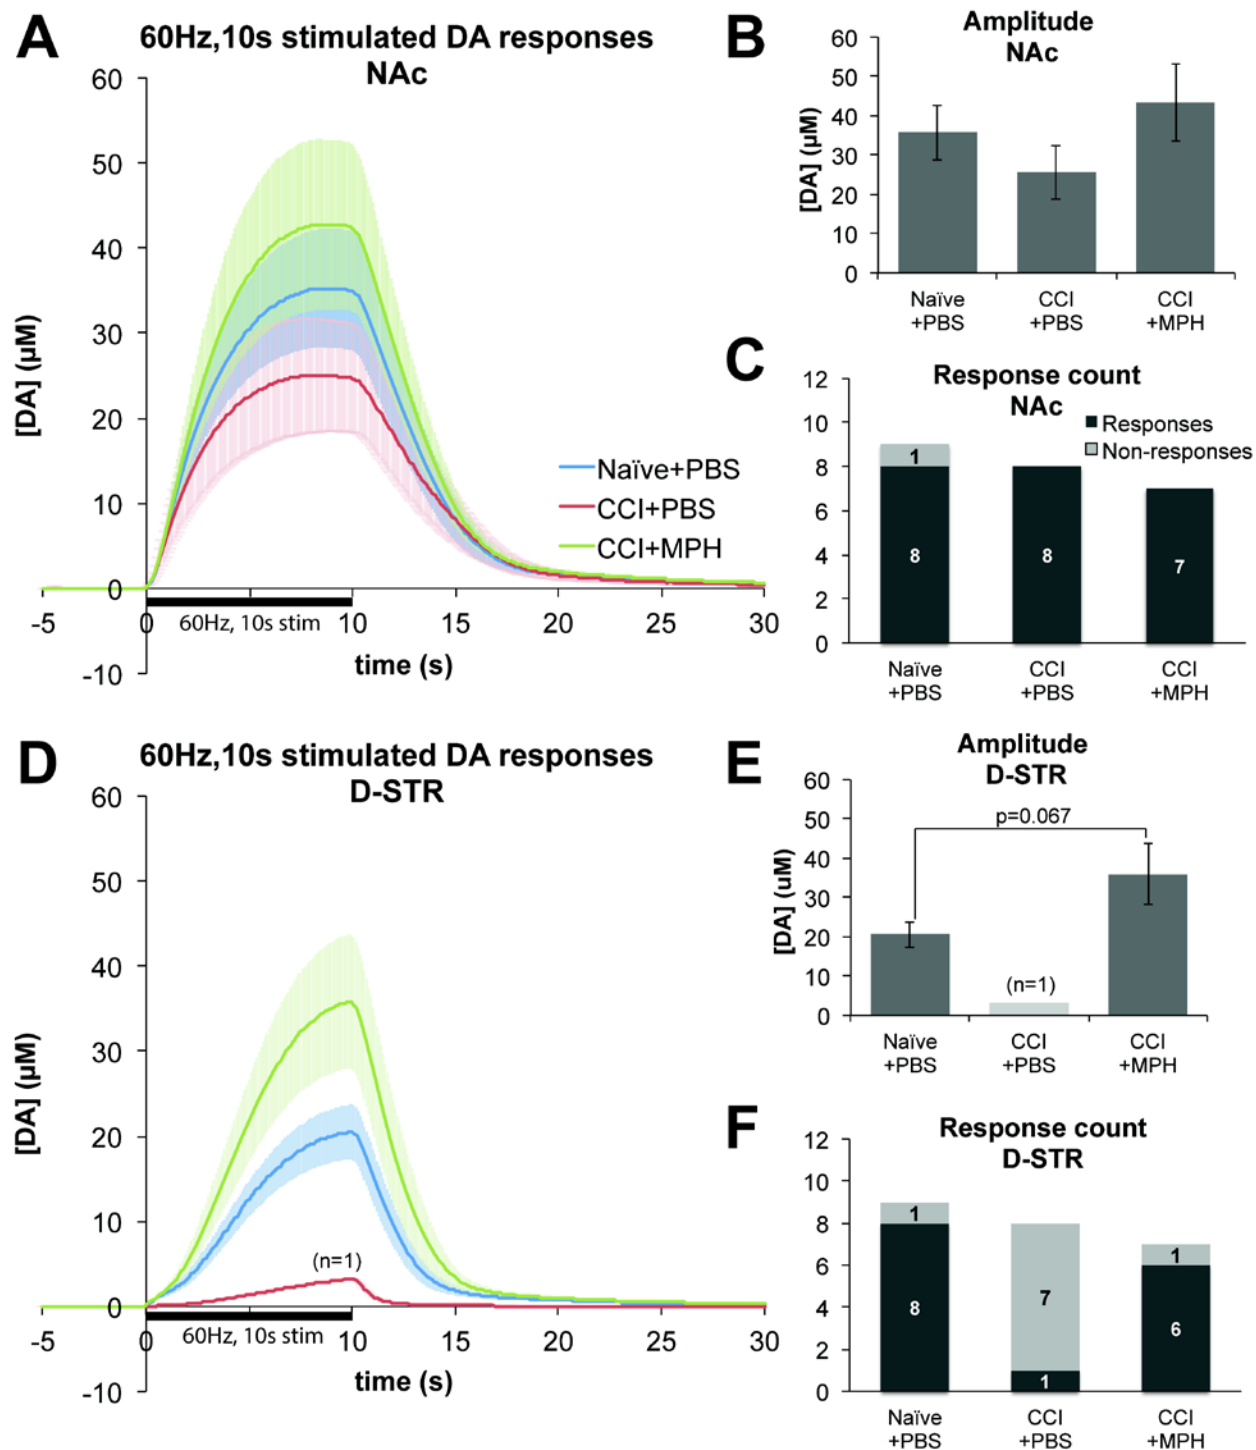 A
60Hz,10s stimulated DA responses
NAc
60
50
40
30
20
10
0
-10
[DA] (µM)
Naïve+PBS
CCI+PBS
CCI+MPH
60Hz, 10s stim
-5
0
10
15
20
25
30
time (s)
B
Amplitude
NAc
60
50
40
30
20
10
0
[DA] (µM)
Naïve
+PBS
CCI
+PBS
CCI
+MPH
C
Response count
NAc
Responses
Non-responses
12
10
8
6
4
2
0
1
8
8
7
Naïve
+PBS
CCI
+PBS
CCI
+MPH
D
60Hz,10s stimulated DA responses
D-STR
60
50
40
30
20
10
0
-10
[DA] (µM)
(n=1)
60Hz, 10s stim
-5
0
10
15
20
25
30
time (s)
E
Amplitude
D-STR
60
50
40
30
20
10
0
[DA] (uM)
p=0.067
(n=1)
Naïve
+PBS
CCI
+PBS
CCI
+MPH
F
Response count
D-STR
12
10
8
6
4
2
0
1
8
7
1
1
6
Naïve
+PBS
CCI
+PBS
CCI
+MPH